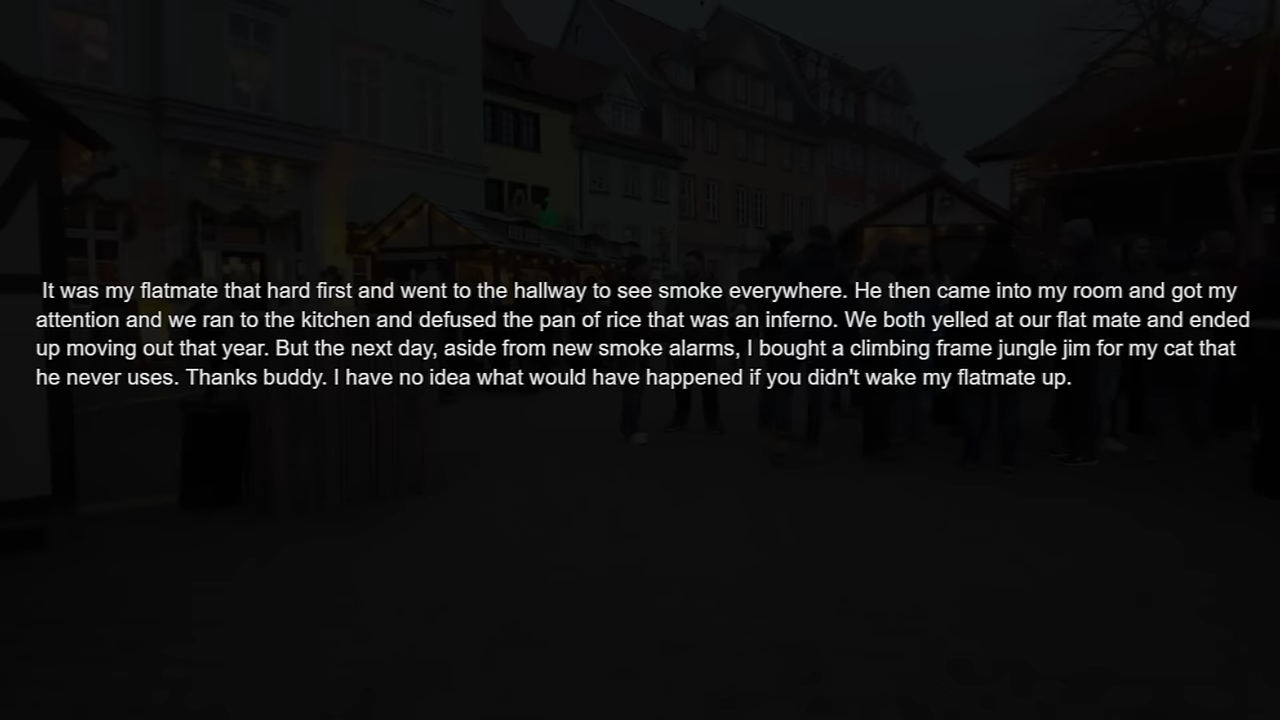 It was my flatmate that hard first and went to the hallway to see smoke everywhere. He then came into my room and got my
attention and we ran to the kitchen and defused the pan of rice that was an inferno. We both yelled at our flat mate and ended
up moving out that year. But the next day, aside from new smoke alarms, I bought a climbing frame jungle jim for my cat that
he never uses. Thanks buddy. I have no idea what would have happened if you didn't wake my flatmate up.